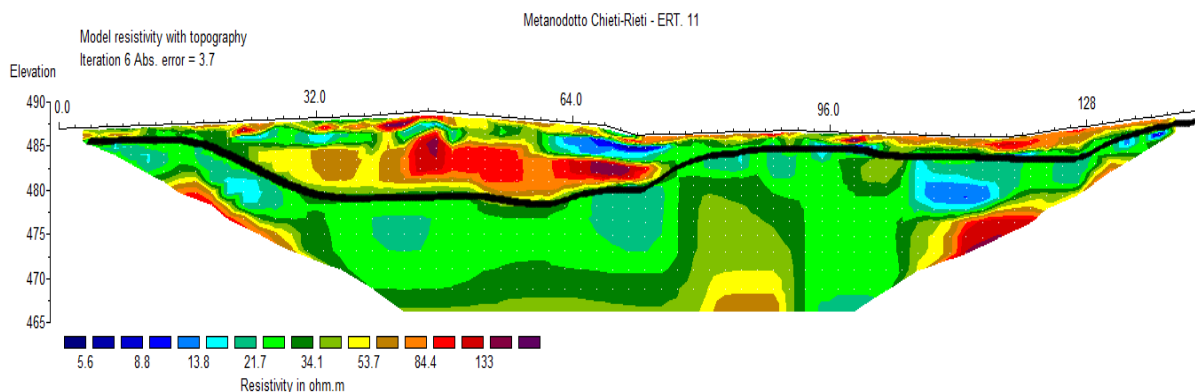 Metanodotto Chieti-Rieti - ERT. 11
Model resistivity with topography
Iteration 6 Abs. error = 3.7
Elevation
490
0.0
32.0
64.0
96.0
128
485
480
475
470
465
5.6 8.8 13.8 21.7 34.1 53.7 84.4 133
Resistivity in ohm.m